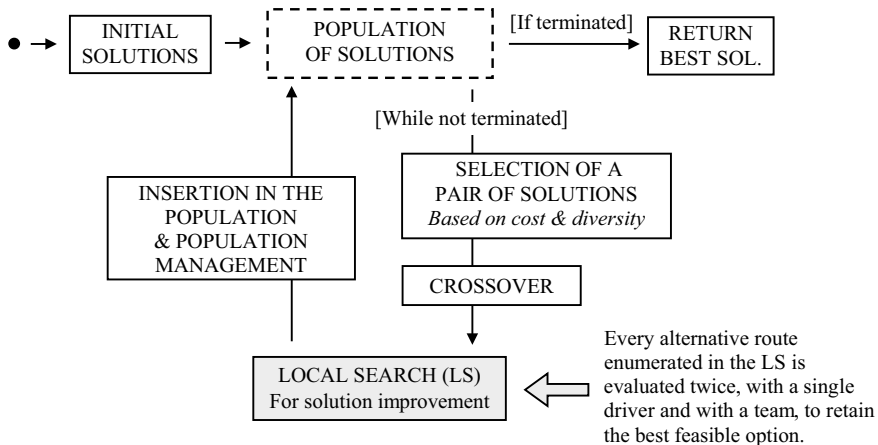 INITIAL
SOLUTIONS
POPULATION
OF SOLUTIONS
[If terminated]
RETURN
BEST SOL.
[While not terminated]
SELECTION OF A
PAIR OF SOLUTIONS
Based on cost & diversity
INSERTION IN THE
POPULATION
& POPULATION
MANAGEMENT
CROSSOVER
LOCAL SEARCH (LS)
For solution improvement
Every alternative route
enumerated in the LS is
evaluated twice, with a single
driver and with a team, to retain
the best feasible option.